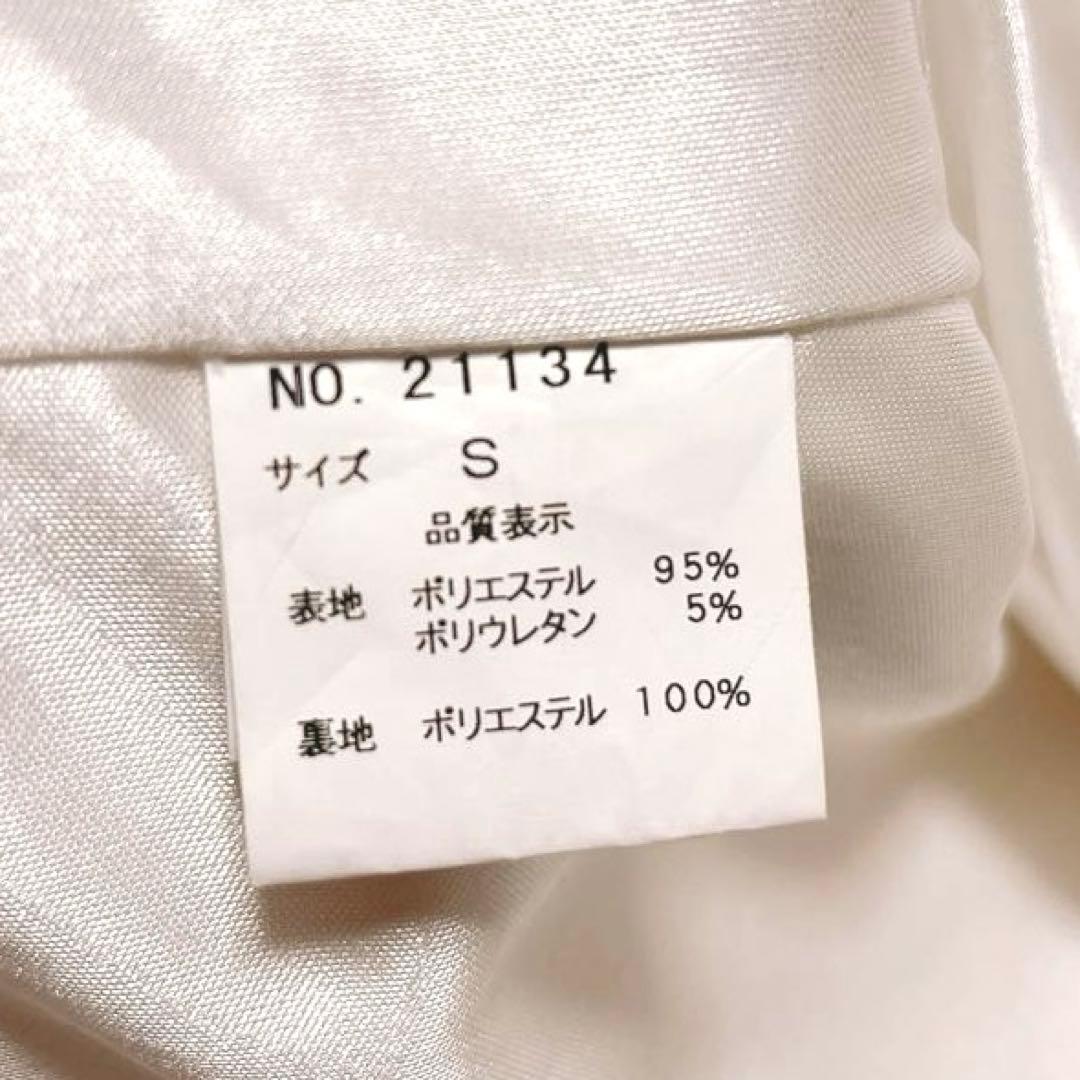 NO. 21134
サイズ S
品質表示
表地 ポリエステル 95%
ポリウレタン 5%
裏地 ポリエステル 100%